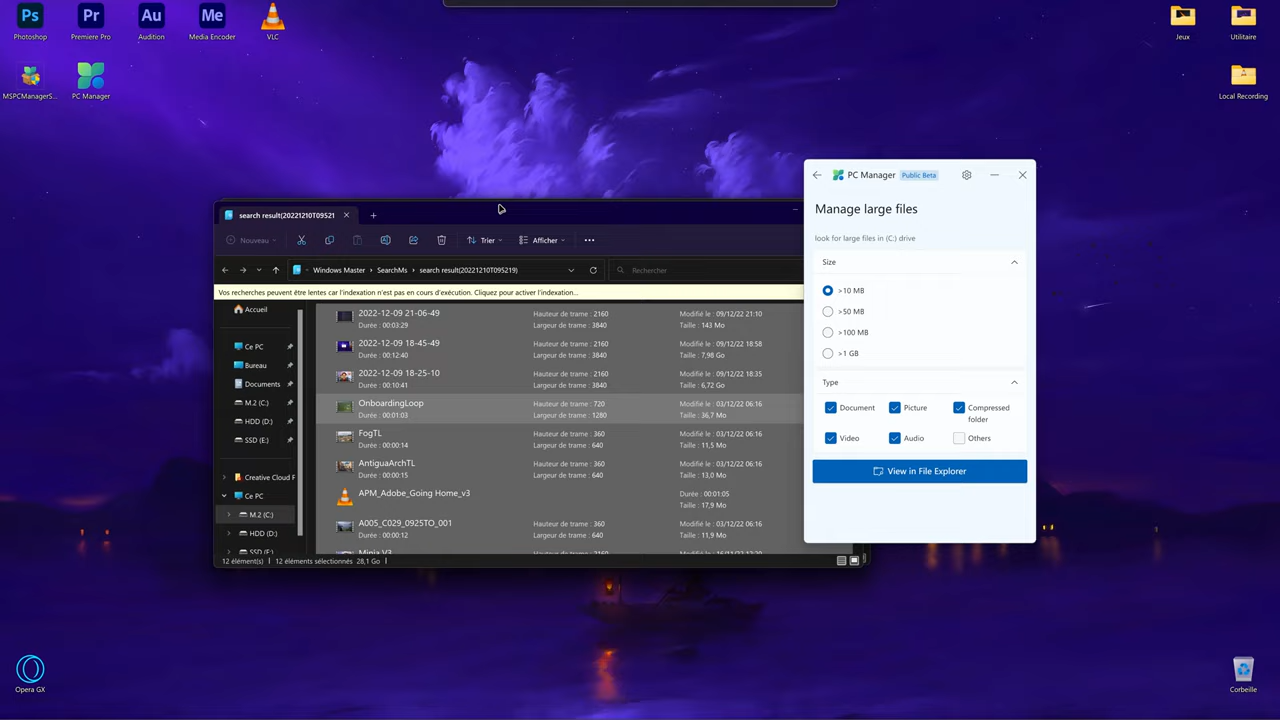 Ps
Pr
Au
Me
Photoshop
Premiere Pro
Audition
Media Encoder
VLC
Jeux
Utilitaire
MSPCManagerS...
PC Manager
Local Recording
search result(20221210T09521
Nouveau
Trier
Afficher
Windows Master
SearchMs
search result(20221210T095219)
Rechercher
Vos recherches peuvent être lentes car l'indexation n'est pas en cours d'exécution. Cliquez pour activer l'indexation...
Accueil
Ce PC
Bureau
Documents
M.2 (C:)
HDD (D:)
SSD (E:)
Creative Cloud F
Ce PC
M.2 (C:)
HDD (D:)
SSD (E:)
2022-12-09 21-06-49
Durée : 00:03:29
Hauteur de trame : 2160
Largeur de trame : 3840
Modifié le : 09/12/22 21:10
Taille : 143 Mo
2022-12-09 18-45-49
Durée : 00:12:40
Hauteur de trame : 2160
Largeur de trame : 3840
Modifié le : 09/12/22 18:58
Taille : 7,98 Go
2022-12-09 18-25-10
Durée : 00:10:41
Hauteur de trame : 2160
Largeur de trame : 3840
Modifié le : 09/12/22 18:35
Taille : 6,72 Go
OnboardingLoop
Durée : 00:01:03
Hauteur de trame : 720
Largeur de trame : 1280
Modifié le : 03/12/22 06:16
Taille : 36,7 Mo
FogTL
Durée : 00:00:14
Hauteur de trame : 360
Largeur de trame : 640
Modifié le : 03/12/22 06:16
Taille : 11,5 Mo
AntiguaArchTL
Durée : 00:00:15
Hauteur de trame : 360
Largeur de trame : 640
Modifié le : 03/12/22 06:16
Taille : 13,0 Mo
APM_Adobe_Going Home_v3
Durée : 00:01:05
Taille : 17,9 Mo
A005_C029_0925TO_001
Durée : 00:00:12
Hauteur de trame : 360
Largeur de trame : 640
Modifié le : 03/12/22 06:16
Taille : 11,9 Mo
Ninja V3
Hauteur de trame : 2160
12 élément(s)
12 éléments sélectionnés 28,1 Go
PC Manager
Public Beta
Manage large files
look for large files in (C:) drive
Size
>10 MB
>50 MB
>100 MB
>1 GB
Type
Document
Picture
Compressed
folder
Video
Audio
Others
View in File Explorer
Opera GX
Corbeille